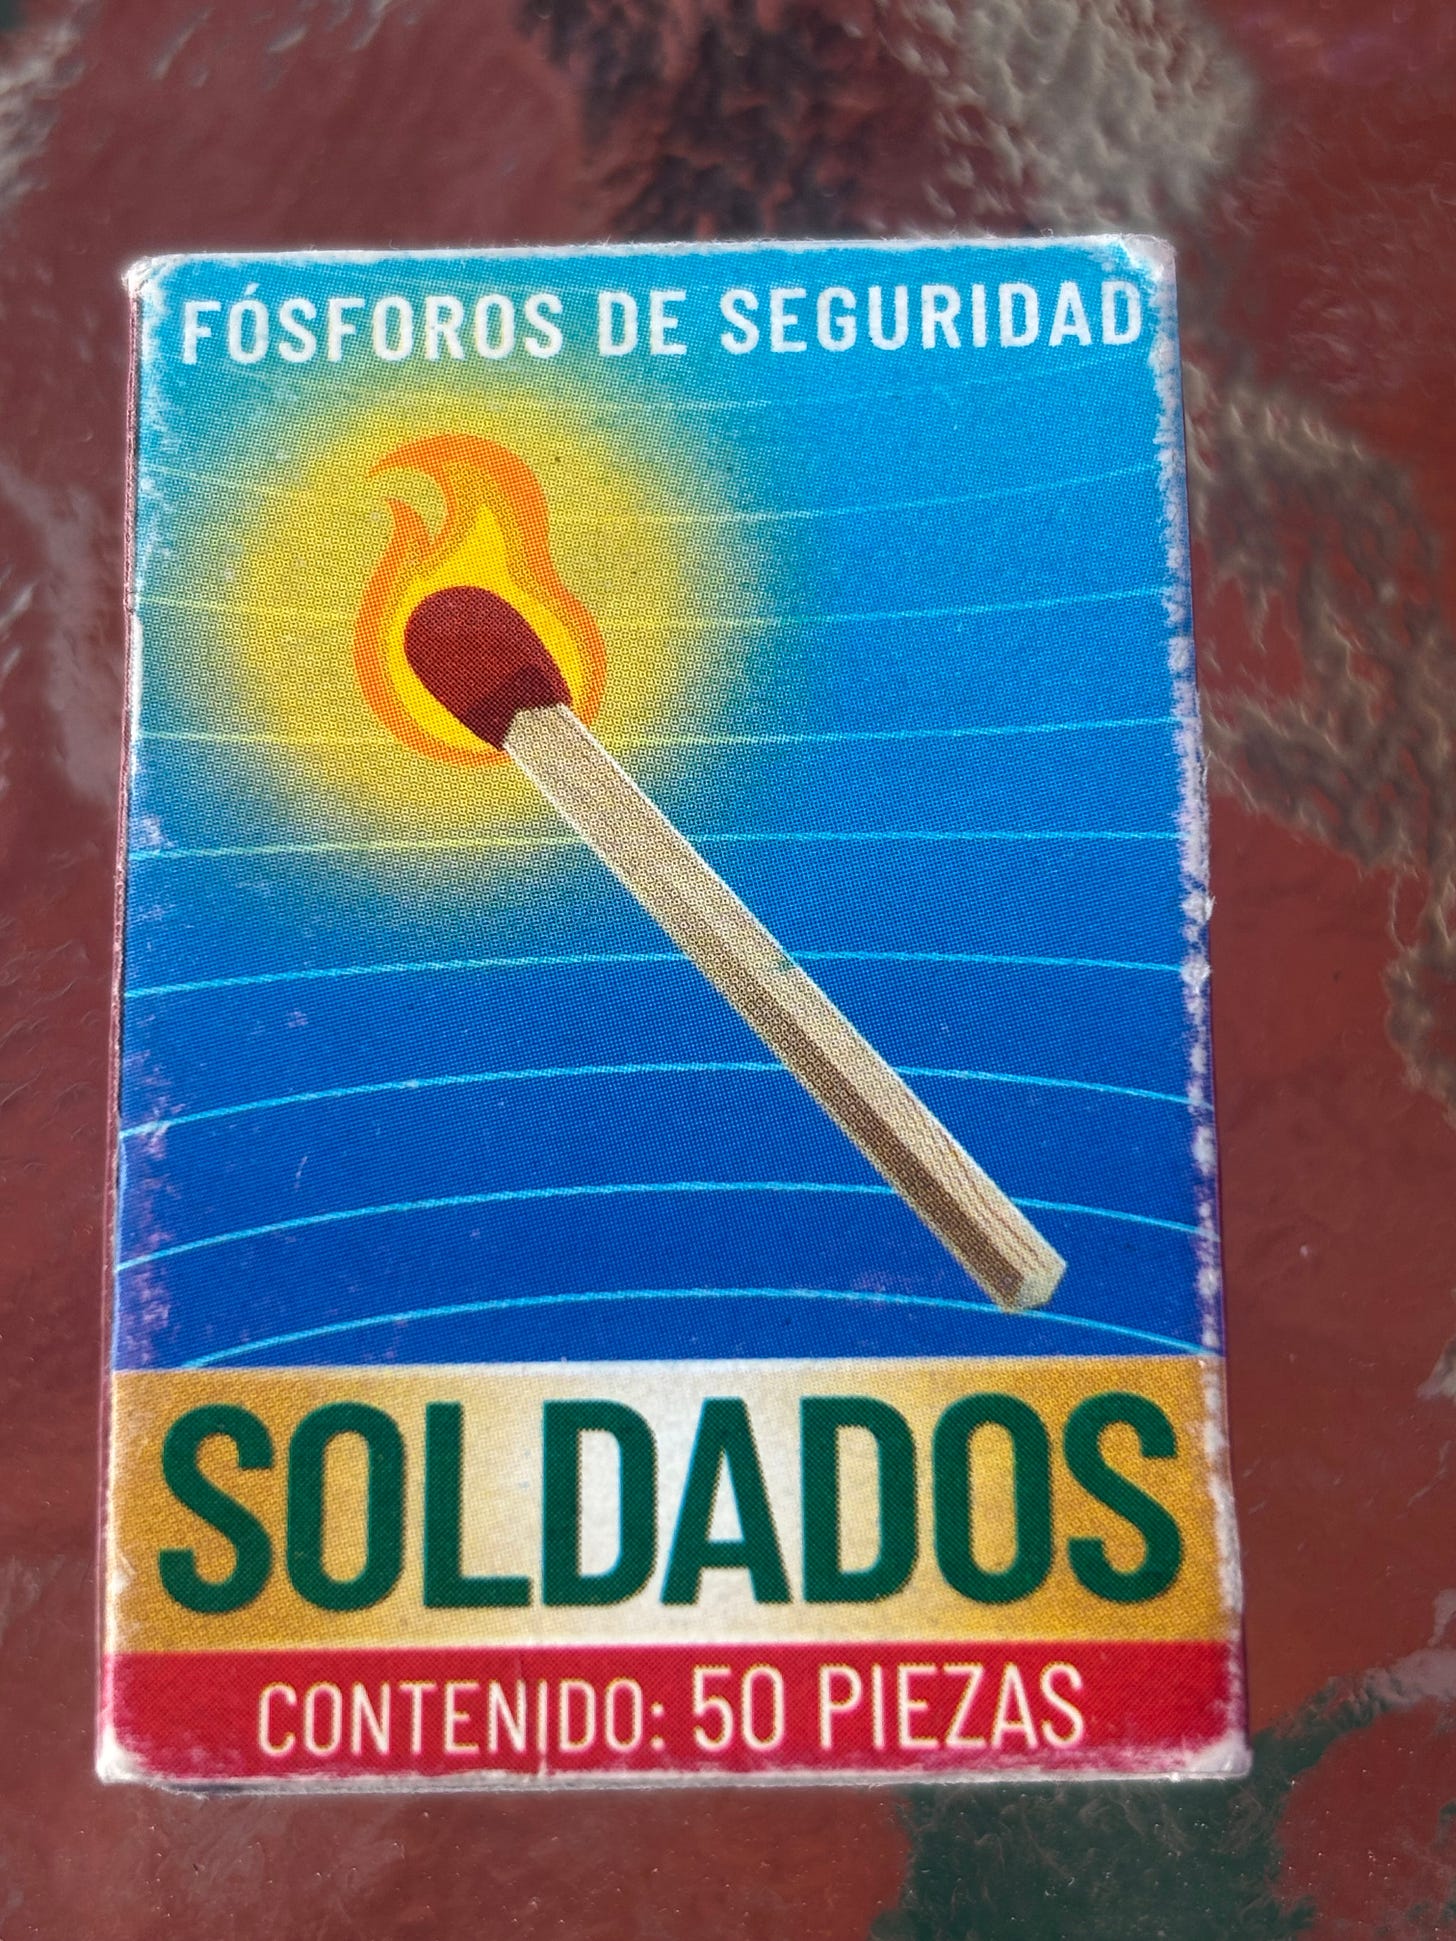 FÓSFOROS DE SEGURIDAD
SOLDADOS
CONTENIDO: 50 PIEZAS